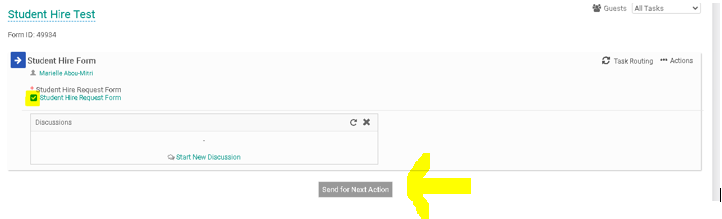 Student Hire Test
Guests All Tasks
Form ID: 49934
Student Hire Form
Task Routing Actions
Marielle Abou-Mitri
* Student Hire Request Form
Student Hire Request Form
Discussions
-
Start New Discussion
Send for Next Action